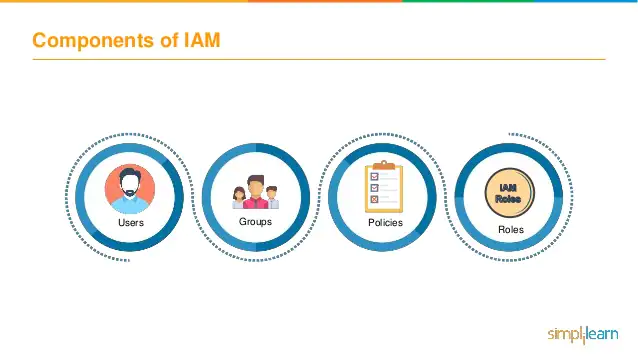 Components of IAM
IAM
Roles
Users
Groups
Policies
Roles
simplilearn